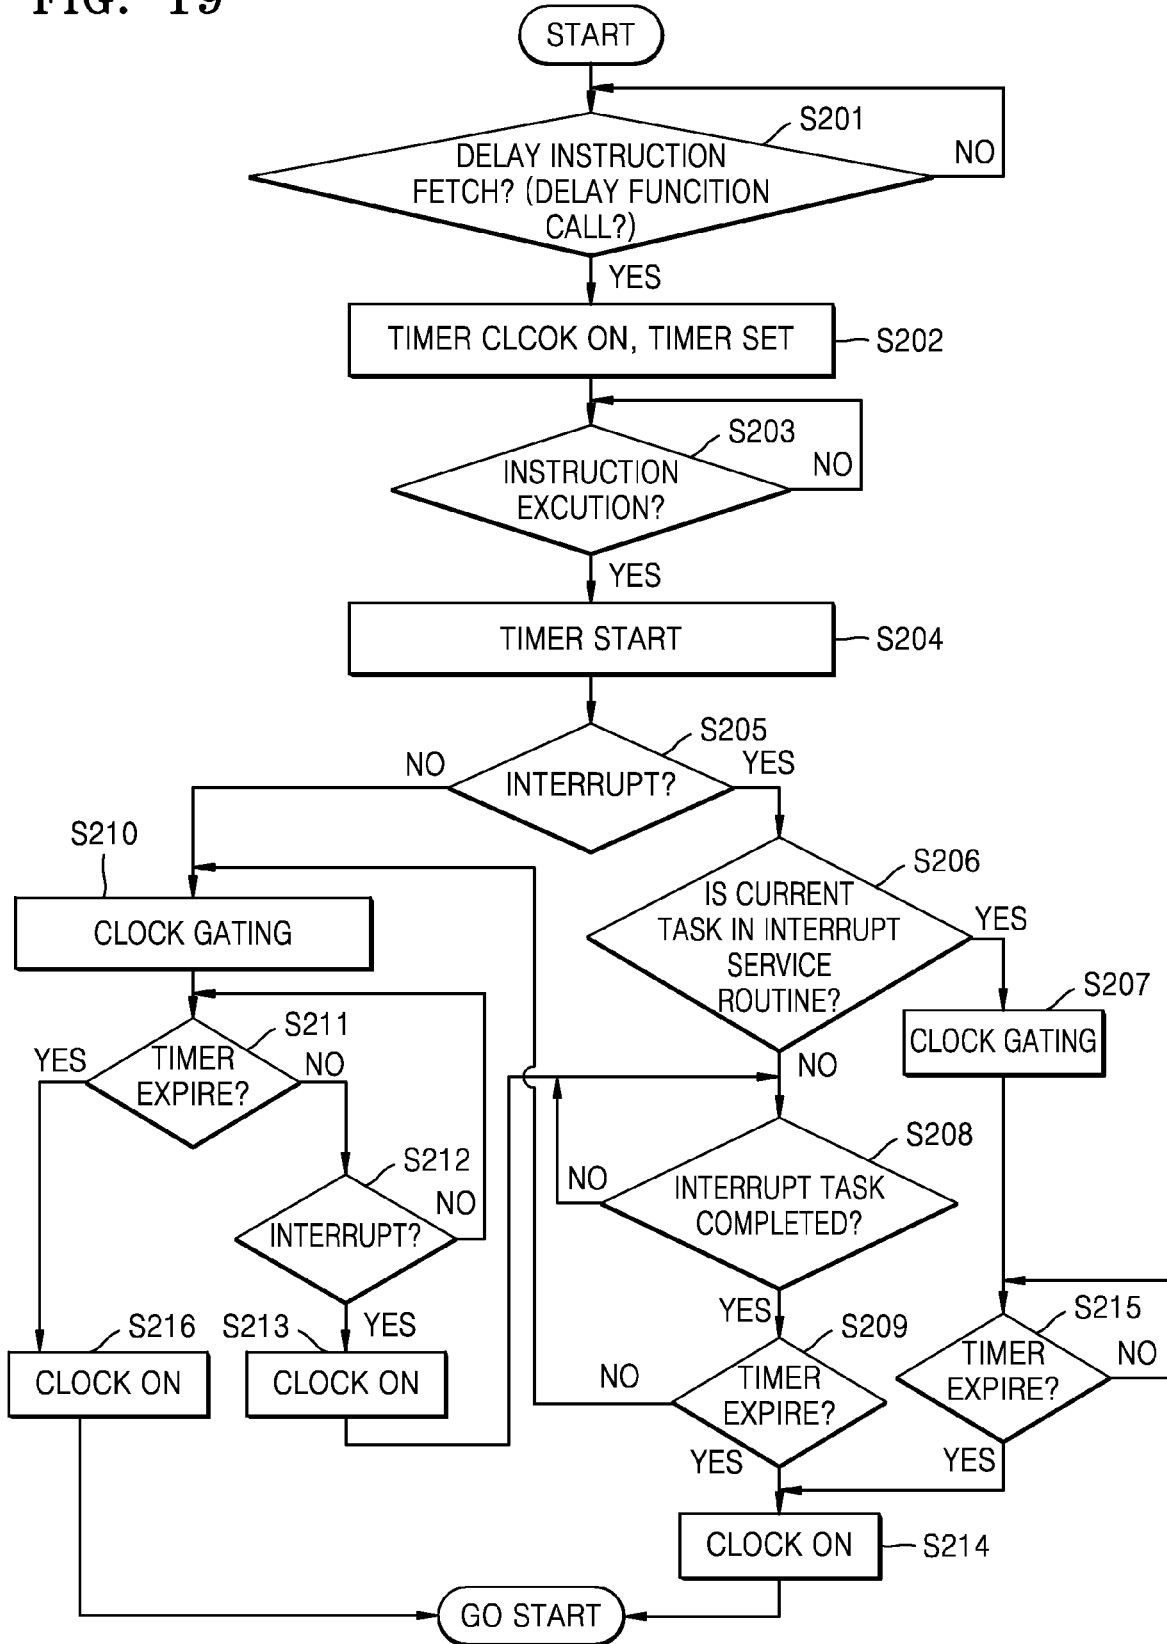 FIG. 19
START
S201
DELAY INSTRUCTION
FETCH? (DELAY FUNCITION
CALL?)
NO
YES
TIMER CLCOK ON, TIMER SET
S202
S203
INSTRUCTION
EXCUTION?
NO
YES
TIMER START
S204
S205
INTERRUPT?
NO
YES
S210
CLOCK GATING
S206
IS CURRENT
TASK IN INTERRUPT
SERVICE
ROUTINE?
YES
NO
S207
CLOCK GATING
S211
TIMER
EXPIRE?
YES
NO
S212
INTERRUPT?
NO
YES
S208
INTERRUPT TASK
COMPLETED?
NO
YES
S216
CLOCK ON
S213
CLOCK ON
S209
TIMER
EXPIRE?
NO
YES
S215
TIMER
EXPIRE?
NO
YES
CLOCK ON
S214
GO START